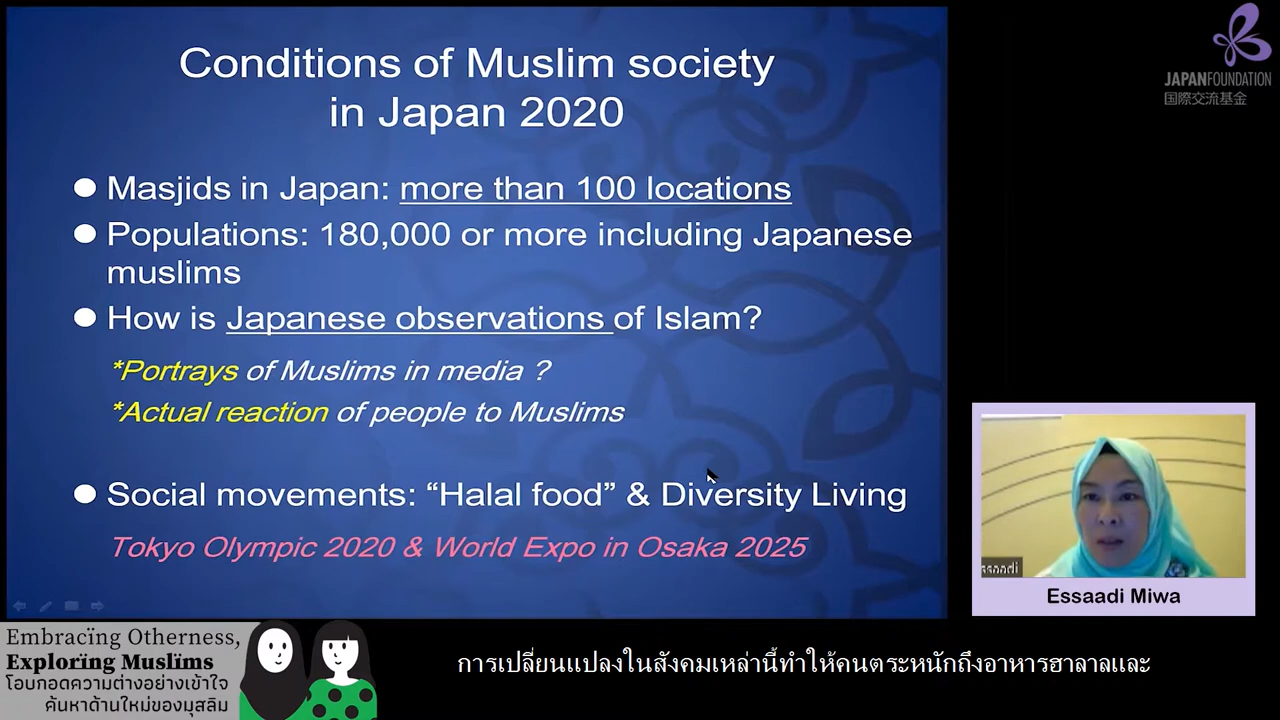 Conditions of Muslim society
in Japan 2020
Masjids in Japan: more than 100 locations
Populations: 180,000 or more including Japanese
muslims
How is Japanese observations of Islam?
*Portrays of Muslims in media ?
*Actual reaction of people to Muslims
Social movements: “Halal food” & Diversity Living
Tokyo Olympic 2020 & World Expo in Osaka 2025
JAPANFOUNDATION
国際交流基金
ssaadi
Essaadi Miwa
Embracïng Otherness,
Explorïng Muslïms
โอบกอดความต่างอย่างเข้าใจ
ค้นหาด้านใหม่ของมุสลิม
การเปลี่ยนแปลงในสังคมเหล่านี้ทำให้คนตระหนักถึงอาหารฮาลาลและ